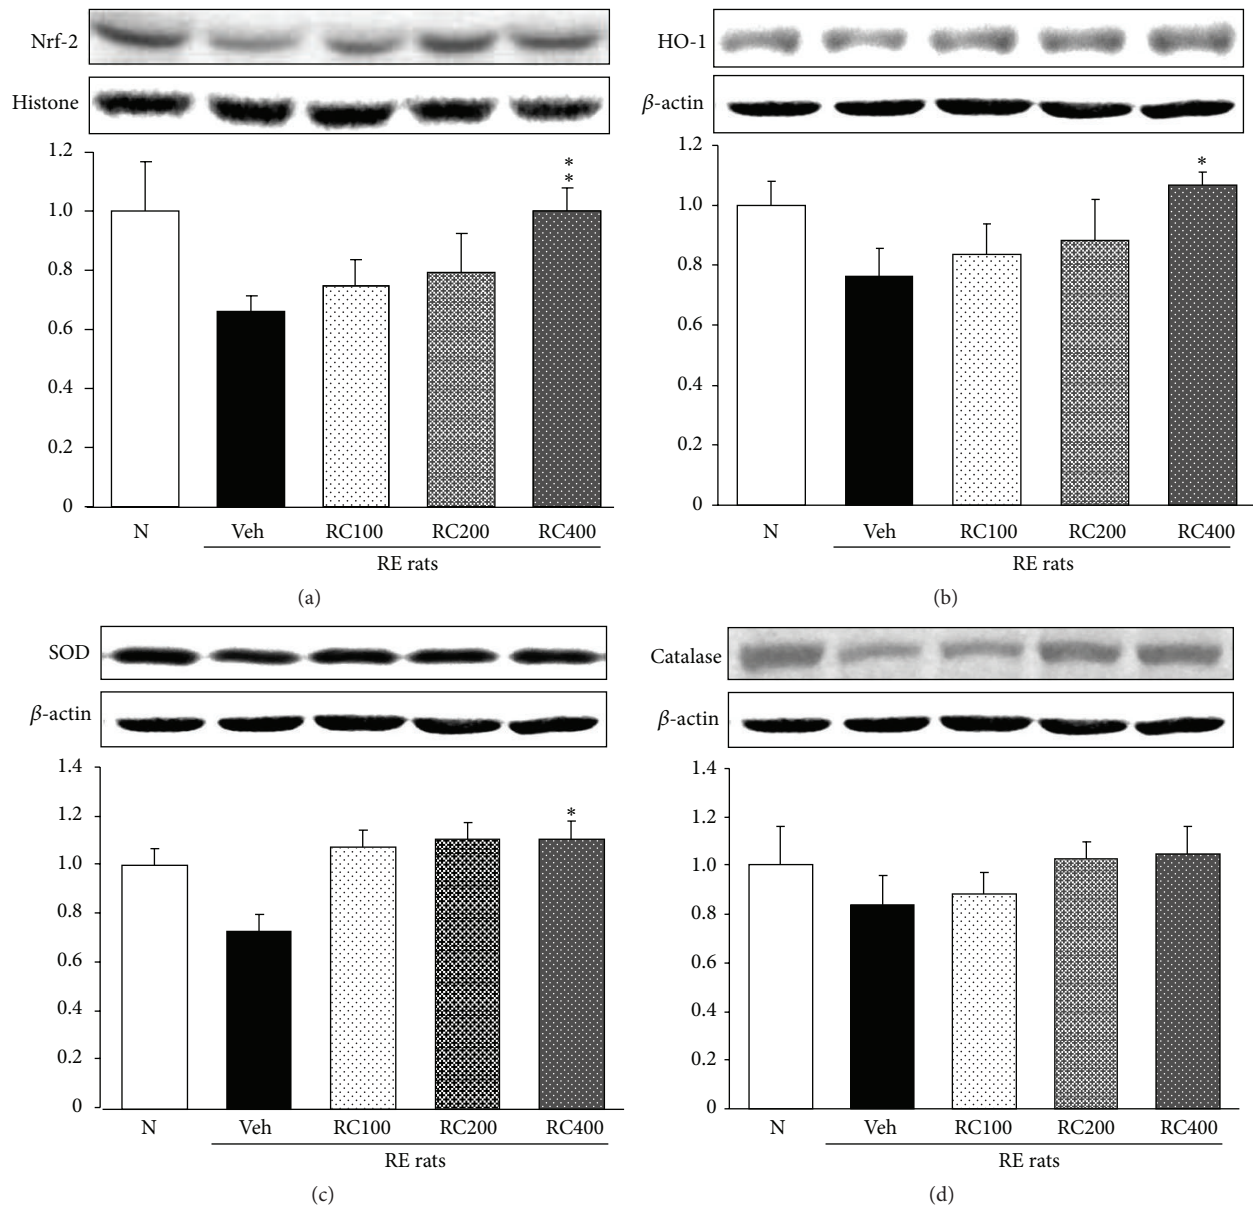 Nrf-2
Histone
1.2
1.0
0.8
0.6
0.4
0.2
0
* *
N Veh RC100 RC200 RC400
RE rats
(a)
HO-1
β-actin
1.2
1.0
0.8
0.6
0.4
0.2
0
*
N Veh RC100 RC200 RC400
RE rats
(b)
SOD
β-actin
1.4
1.2
1.0
0.8
0.6
0.4
0.2
0
*
N Veh RC100 RC200 RC400
RE rats
(c)
Catalase
β-actin
1.4
1.2
1.0
0.8
0.6
0.4
0.2
0
N Veh RC100 RC200 RC400
RE rats
(d)